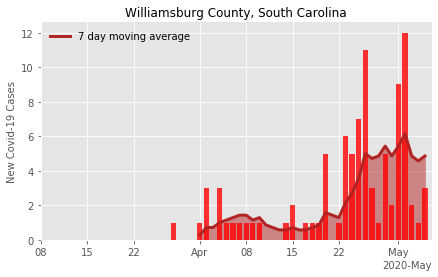 Williamsburg County, South Carolina
7 day moving average
New Covid-19 Cases
12
10
8
6
4
2
0
08 15 22 Apr 08 15 22 May
2020-May